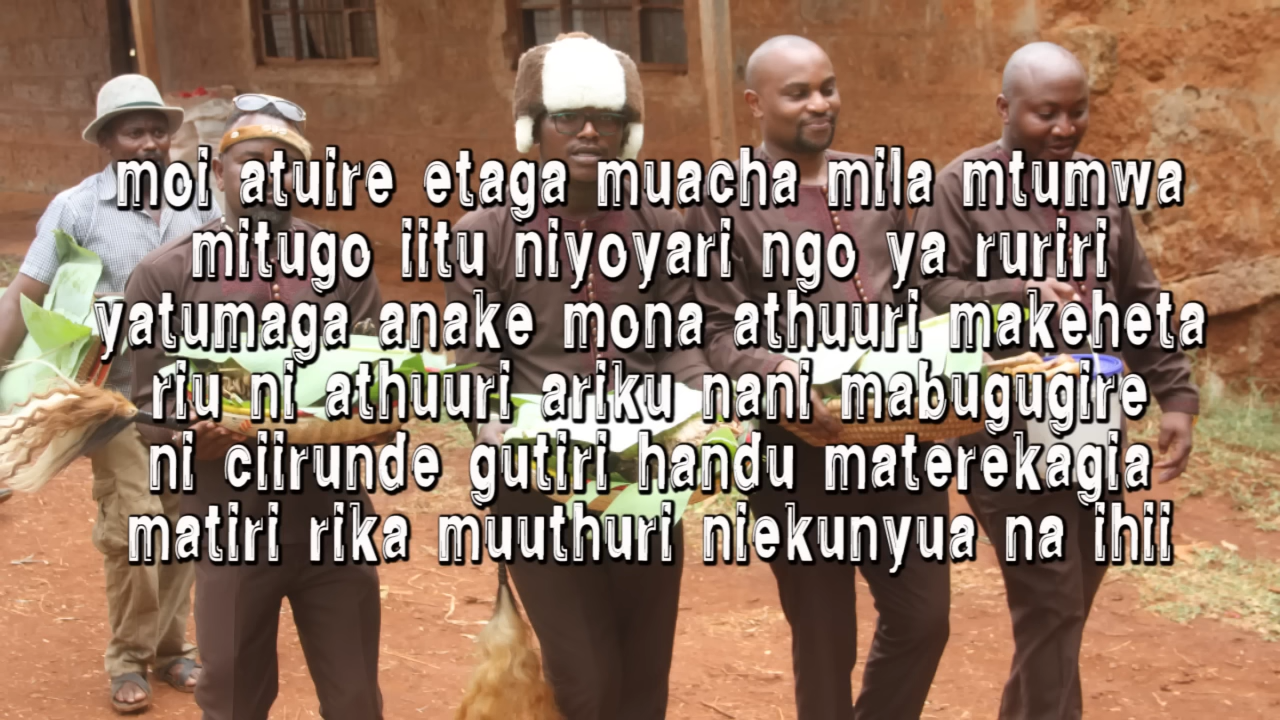 moi atuire etaga muacha mila mtumwa
mitugo iitu niyoyari ngo ya ruriri
yatumaga anake mona athuuri makeheta
riu ni athuuri ariku nani mabugugire
ni ciirunde gutiri handu materekagia
matiri rika muuthuri niekunyua na ihii